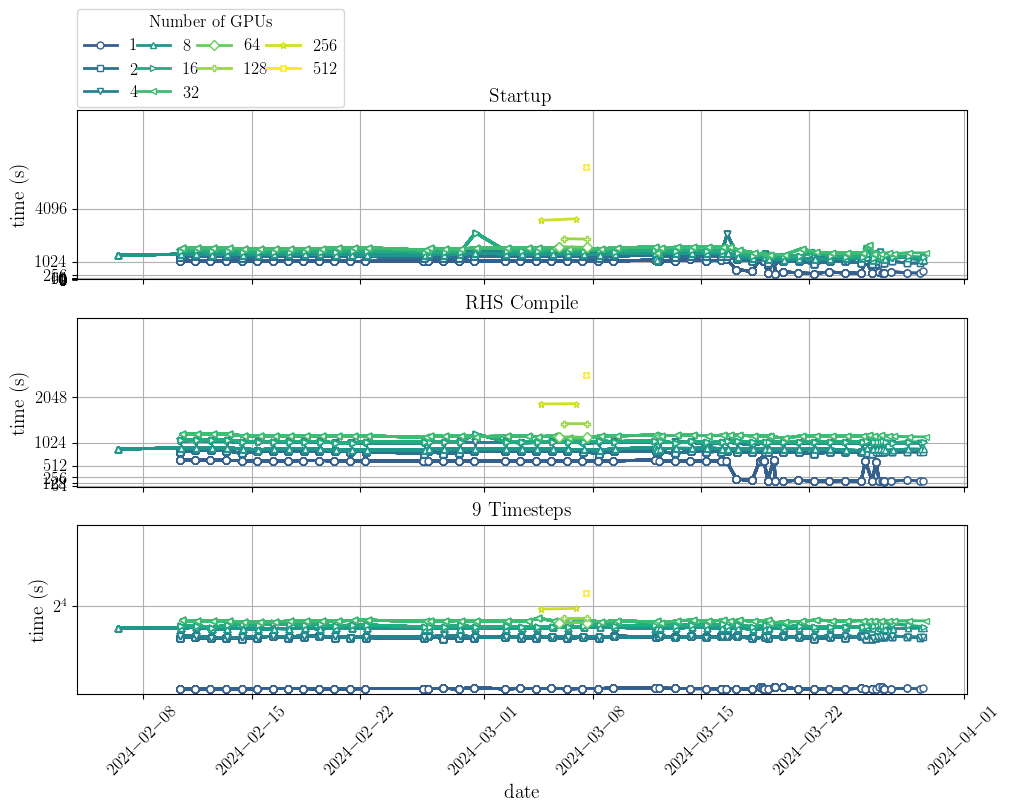 Number of GPUs
1 8 64 256
2 16 128 512
4 32
Startup
time (s)
4096
1024
256
RHS Compile
time (s)
2048
1024
512
256
128
64
9 Timesteps
time (s)
2^4
2024−02−08 2024−02−15 2024−02−22 2024−03−01 2024−03−08 2024−03−15 2024−03−22 2024−04−01
date